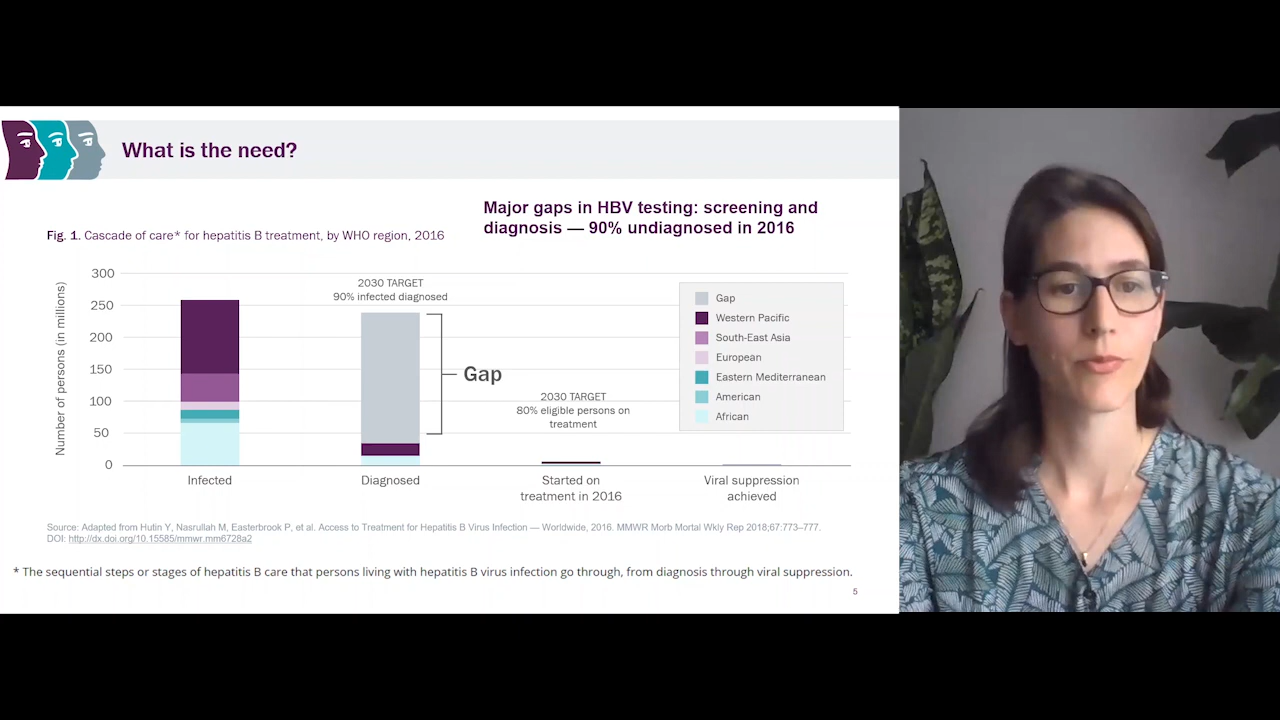 What is the need?
Major gaps in HBV testing: screening and
diagnosis — 90% undiagnosed in 2016
Fig. 1. Cascade of care* for hepatitis B treatment, by WHO region, 2016
Number of persons (in millions)
300
250
200
150
100
50
0
2030 TARGET
90% infected diagnosed
Gap
2030 TARGET
80% eligible persons on
treatment
Gap
Western Pacific
South-East Asia
European
Eastern Mediterranean
American
African
Infected
Diagnosed
Started on
treatment in 2016
Viral suppression
achieved
Source: Adapted from Hutin Y, Nasrullah M, Easterbrook P, et al. Access to Treatment for Hepatitis B Virus Infection — Worldwide, 2016. MMWR Morb Mortal Wkly Rep 2018;67:773–777.
DOI: http://dx.doi.org/10.15585/mmwr.mm6728a2
* The sequential steps or stages of hepatitis B care that persons living with hepatitis B virus infection go through, from diagnosis through viral suppression.
5